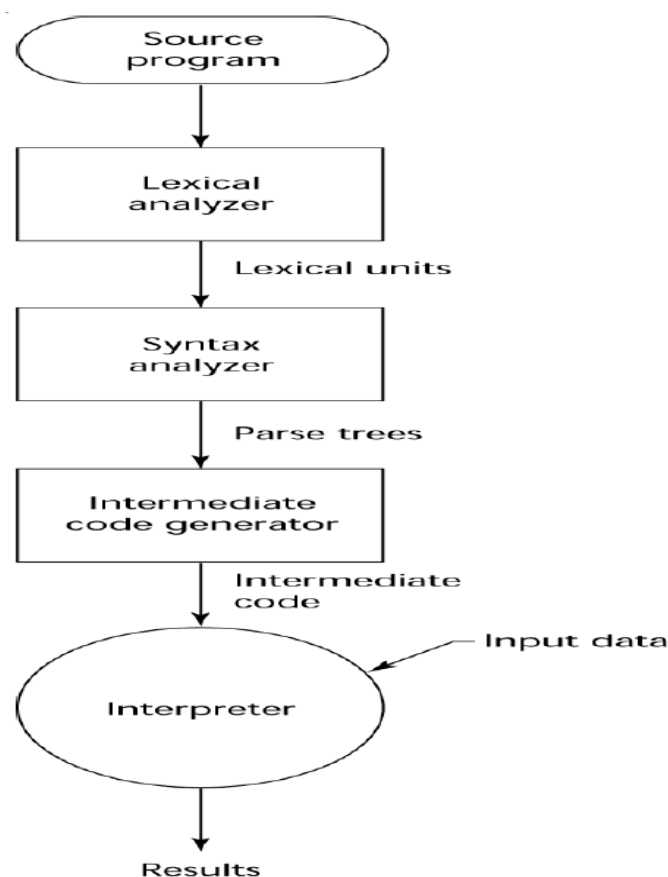 Source
program
Lexical
analyzer
Lexical units
Syntax
analyzer
Parse trees
Intermediate
code generator
Intermediate
code
Input data
Interpreter
Results